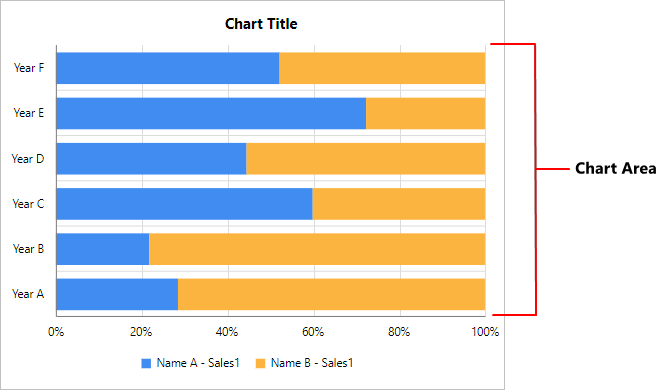 Chart Title
Year F
Year E
Year D
Chart Area
Year C
Year B
Year A
0% 20% 40% 60% 80% 100%
Name A - Sales1 Name B - Sales1